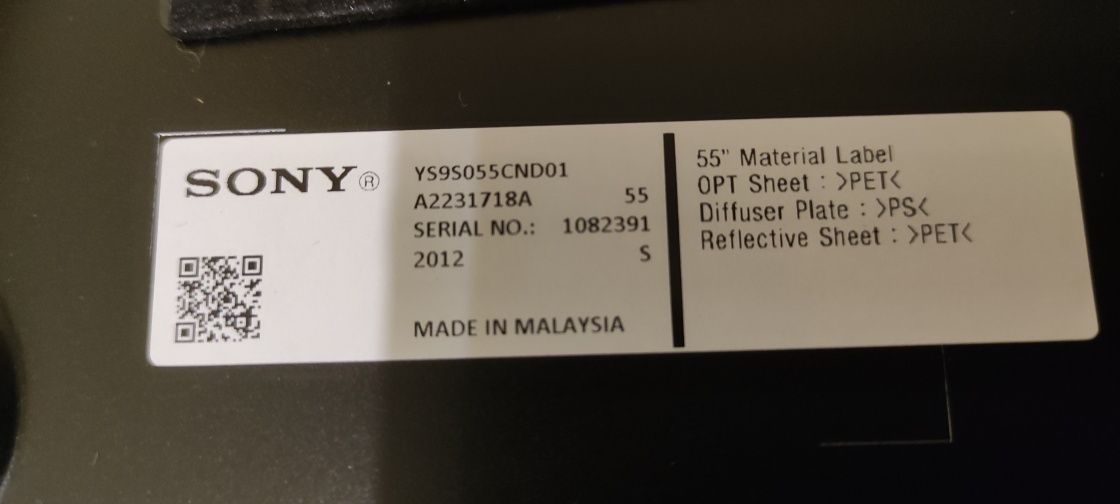 SONY®
YS9S055CND01
A2231718A 55
SERIAL NO.: 1082391
2012 S
MADE IN MALAYSIA
55" Material Label
OPT Sheet : >PET<
Diffuser Plate : >PS<
Reflective Sheet : >PET<